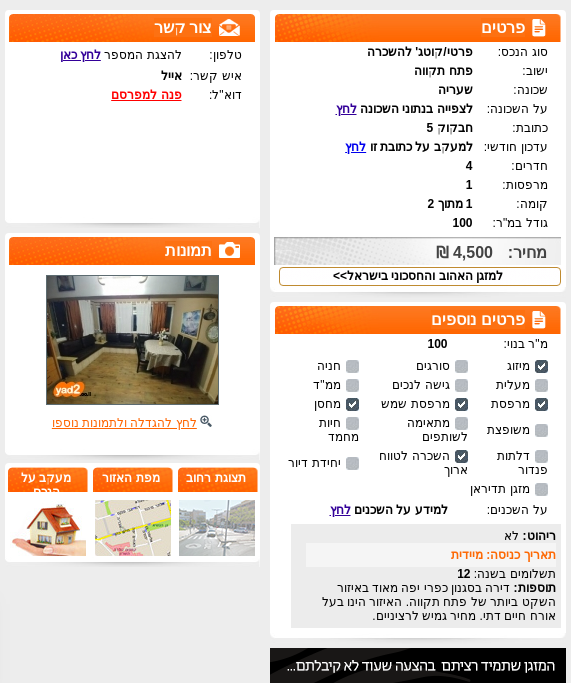 פרטים
סוג הנכס: פרטי/קוטג' להשכרה
ישוב: פתח תקווה
שכונה: שעריה
על השכונה: לצפייה בנתוני השכונה לחץ
כתובת: חבקוק 5
עדכון חודשי: למעקב על כתובת זו לחץ
חדרים: 4
מרפסות: 1
קומה: 1 מתוך 2
גודל במ"ר: 100
מחיר: 4,500 ₪
למזגן האהוב והחסכוני בישראל>>
פרטים נוספים
מ"ר בנוי: 100
מיזוג סורגים חניה
מעלית גישה לנכים ממ"ד
מרפסת מרפסת שמש מחסן
משופצת מתאימה לשותפים חיות מחמד
דלתות פנדור השכרה לטווח ארוך יחידת דיור
מזגן תדיראן
על השכנים: למידע על השכנים לחץ
ריהוט: לא
תאריך כניסה: מיידית
תשלומים בשנה: 12
תוספות: דירה בסגנון כפרי יפה מאוד באיזור
השקט ביותר של פתח תקווה. האיזור הינו בעל
אורח חיים דתי. מחיר גמיש לרציניים.
המזגן שתמיד רציתם בהצעה שעוד לא קיבלתם...
צור קשר
טלפון: להצגת המספר לחץ כאן
איש קשר: אייל
דוא"ל: פנה למפרסם
תמונות
yad2
לחץ להגדלה ולתמונות נוספו
תצוגת רחוב מפת האזור מעקב על הנכס